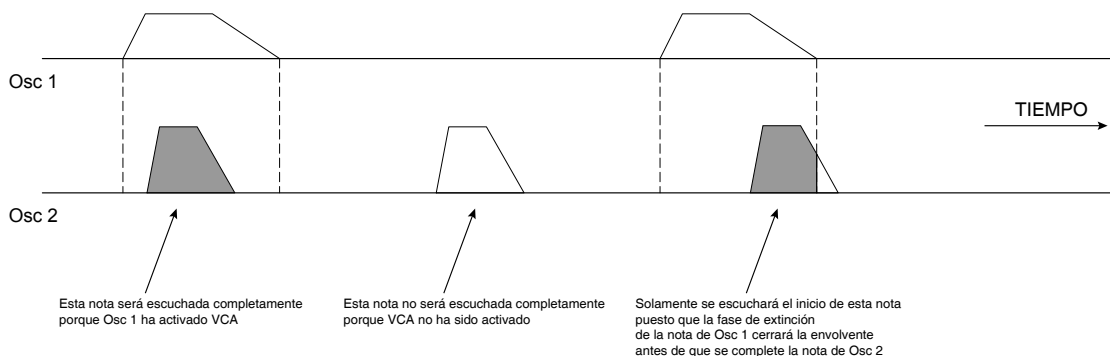 Osc 1
TIEMPO
Osc 2
Esta nota será escuchada completamente
porque Osc 1 ha activado VCA
Esta nota no será escuchada completamente
porque VCA no ha sido activado
Solamente se escuchará el inicio de esta nota
puesto que la fase de extinción
de la nota de Osc 1 cerrará la envolvente
antes de que se complete la nota de Osc 2